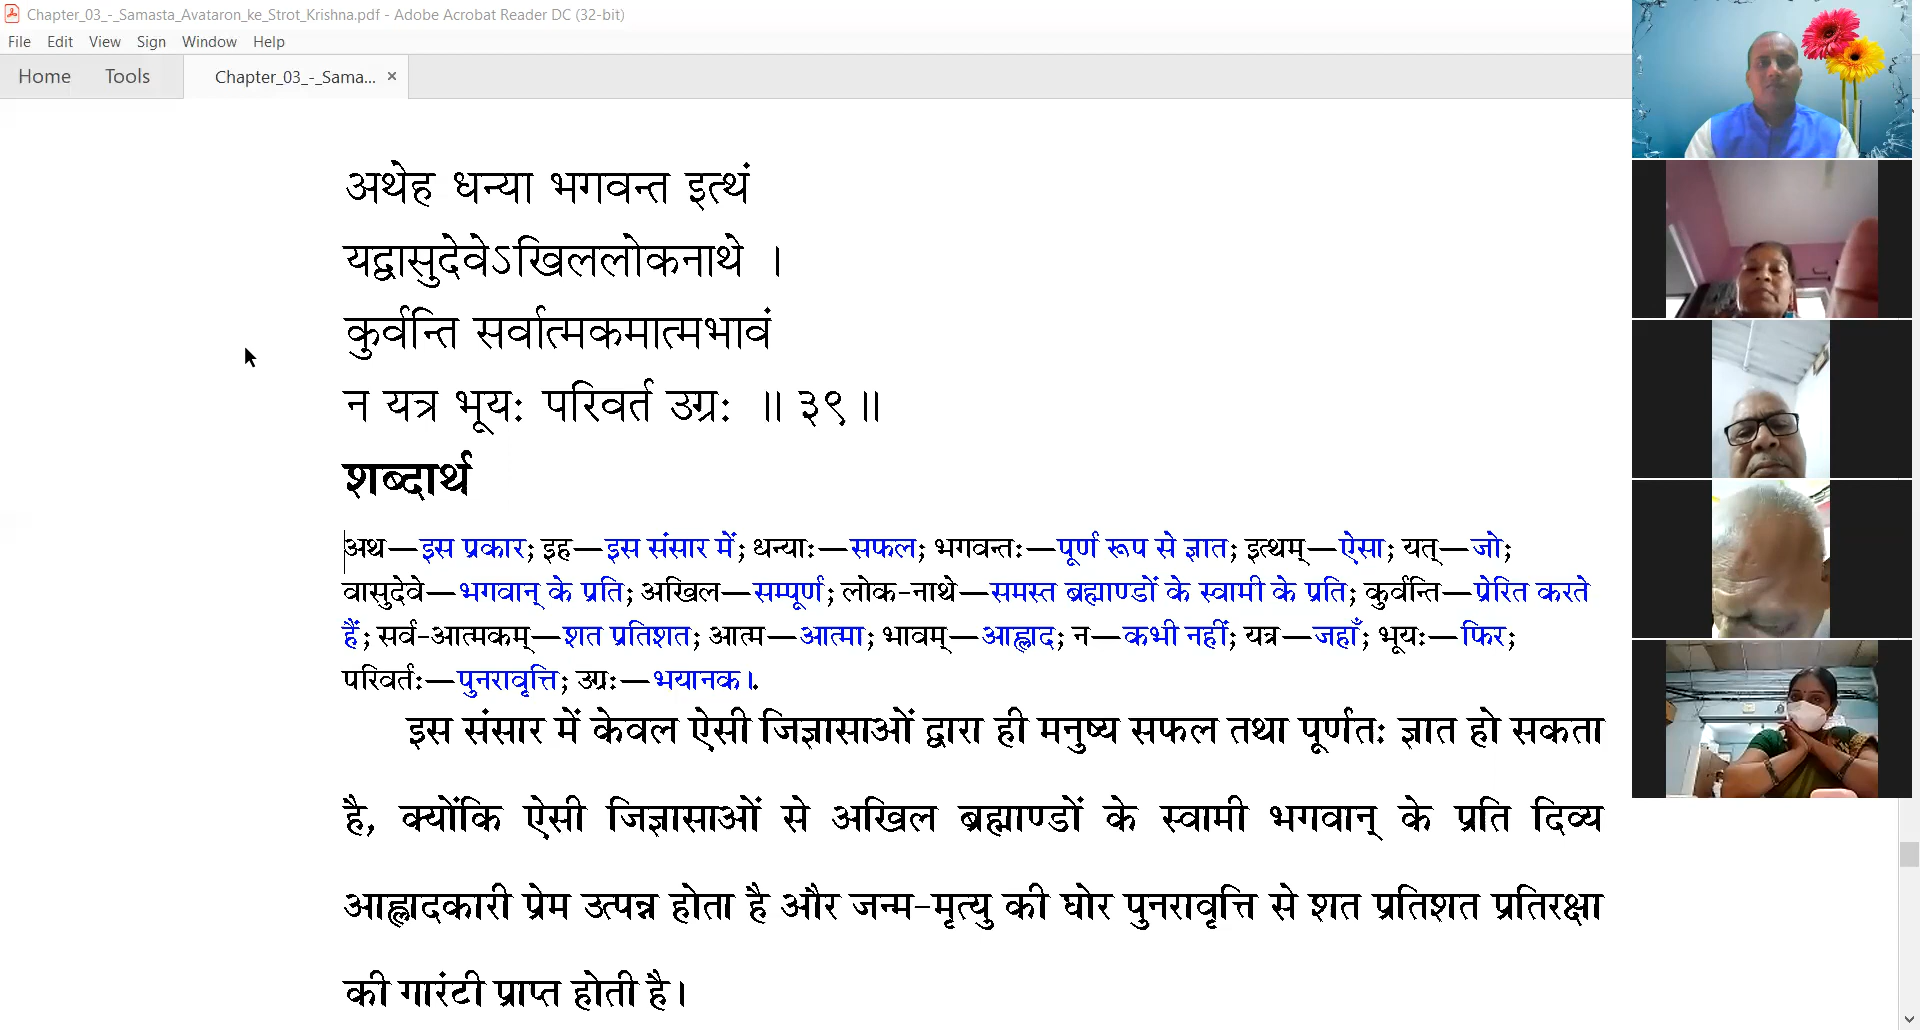 Chapter_03_-_Samasta_Avataron_ke_Strot_Krishna.pdf - Adobe Acrobat Reader DC (32-bit)
File Edit View Sign Window Help
Home Tools Chapter_03_-_Sama... ×
अथेह धन्या भगवन्त इत्थं
यद्वासुदेवेऽखिललोकनाथे ।
कुर्वन्ति सर्वात्मकमात्मभावं
न यत्र भूयः परिवर्त उग्रः ॥ ३९॥
शब्दार्थ
अथ—इस प्रकार; इह—इस संसार में; धन्याः—सफल; भगवन्तः—पूर्ण रूप से ज्ञात; इत्थम्—ऐसा; यत्—जो;
वासुदेवे—भगवान् के प्रति; अखिल—सम्पूर्ण; लोक-नाथे—समस्त ब्रह्माण्डों के स्वामी के प्रति; कुर्वन्ति—प्रेरित करते
हैं; सर्व-आत्मकम्—शत प्रतिशत; आत्म—आत्मा; भावम्—आह्लाद; न—कभी नहीं; यत्र—जहाँ; भूयः—फिर;
परिवर्तः—पुनरावृत्ति; उग्रः—भयानक।.
इस संसार में केवल ऐसी जिज्ञासाओं द्वारा ही मनुष्य सफल तथा पूर्णतः ज्ञात हो सकता
है, क्योंकि ऐसी जिज्ञासाओं से अखिल ब्रह्माण्डों के स्वामी भगवान् के प्रति दिव्य
आह्लादकारी प्रेम उत्पन्न होता है और जन्म-मृत्यु की घोर पुनरावृत्ति से शत प्रतिशत प्रतिरक्षा
की गारंटी प्राप्त होती है।